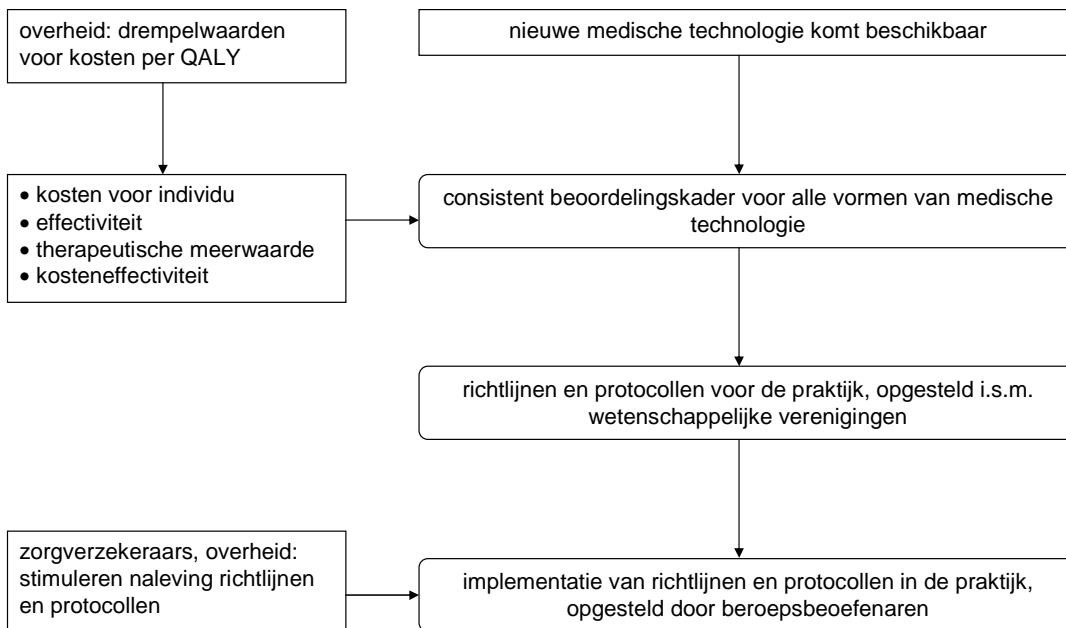 overheid: drempelwaarden
voor kosten per QALY
nieuwe medische technologie komt beschikbaar
• kosten voor individu
• effectiviteit
• therapeutische meerwaarde
• kosteneffectiviteit
consistent beoordelingskader voor alle vormen van medische
technologie
richtlijnen en protocollen voor de praktijk, opgesteld i.s.m.
wetenschappelijke verenigingen
zorgverzekeraars, overheid:
stimuleren naleving richtlijnen
en protocollen
implementatie van richtlijnen en protocollen in de praktijk,
opgesteld door beroepsbeoefenaren